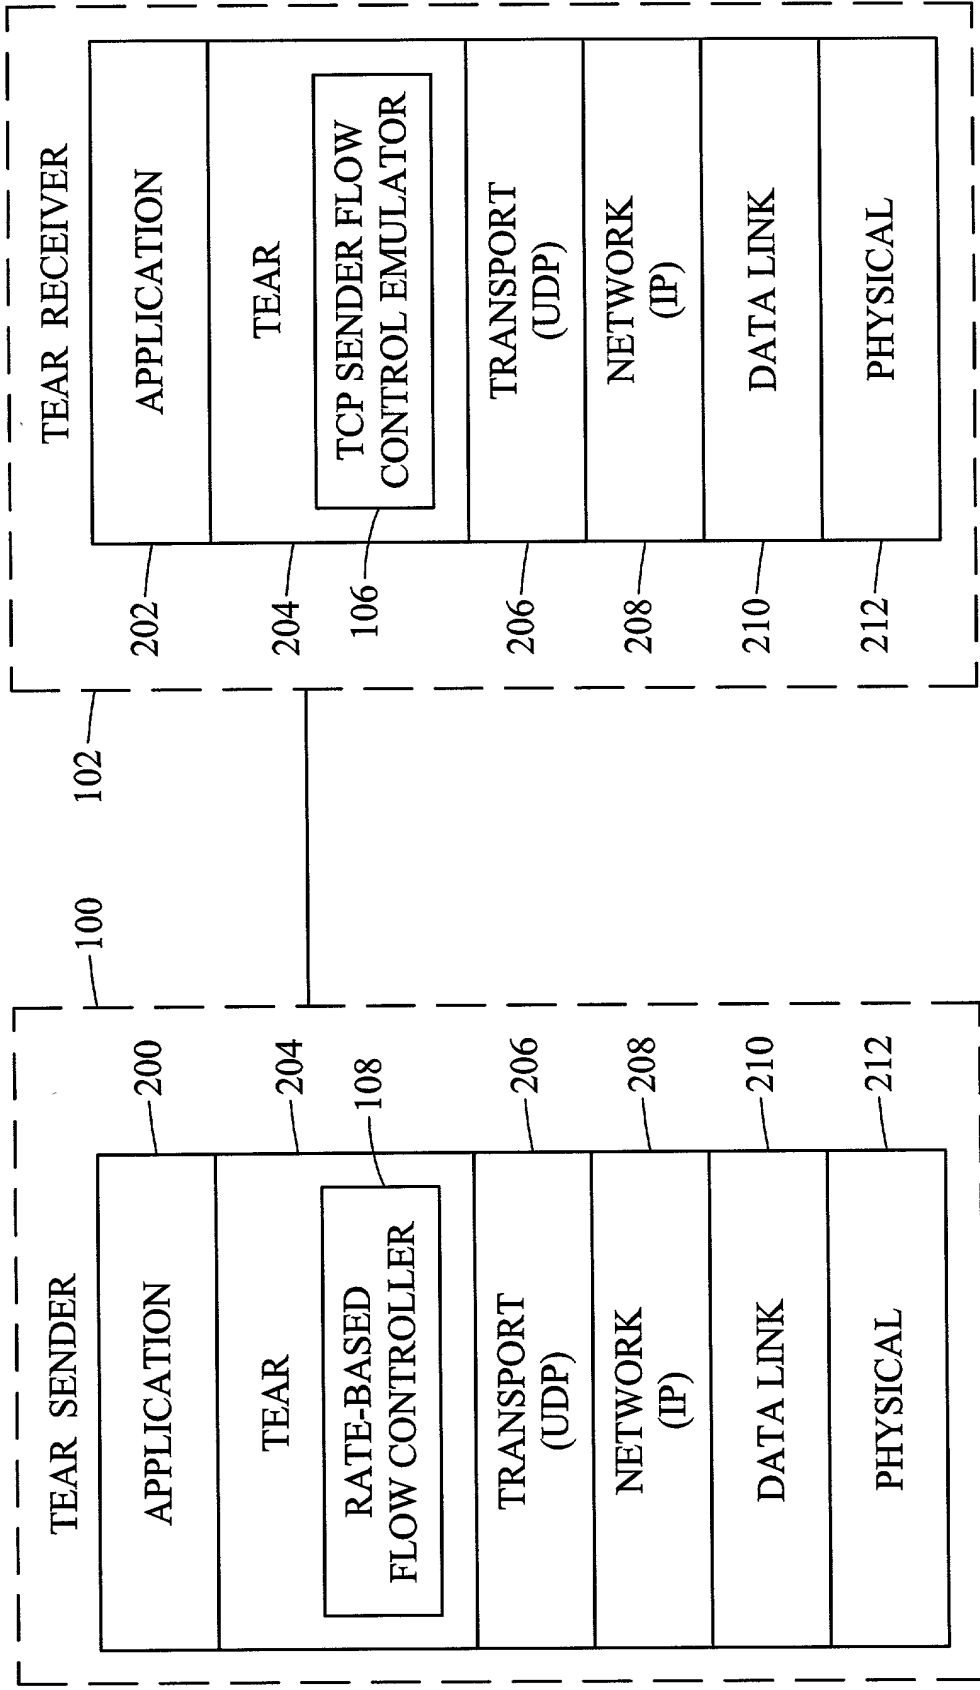 TEAR SENDER
100
APPLICATION
200
TEAR
204
RATE-BASED
FLOW CONTROLLER
108
TRANSPORT
(UDP)
206
NETWORK
(IP)
208
DATA LINK
210
PHYSICAL
212
TEAR RECEIVER
102
APPLICATION
202
TEAR
204
TCP SENDER FLOW
CONTROL EMULATOR
106
TRANSPORT
(UDP)
206
NETWORK
(IP)
208
DATA LINK
210
PHYSICAL
212